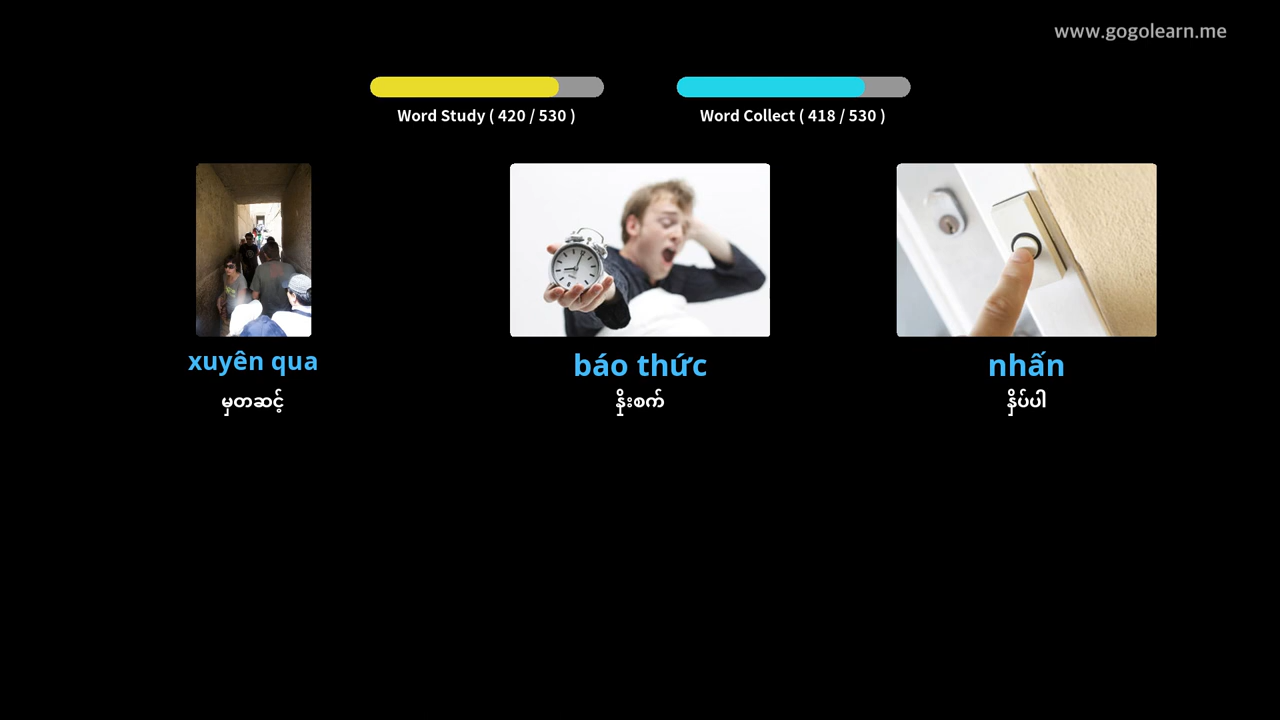 www.gogolearn.me
Word Study ( 420 / 530 )
Word Collect ( 418 / 530 )
xuyên qua
báo thức
nhấn
မှတဆင့်
နှိုးစက်
နှိပ်ပါ